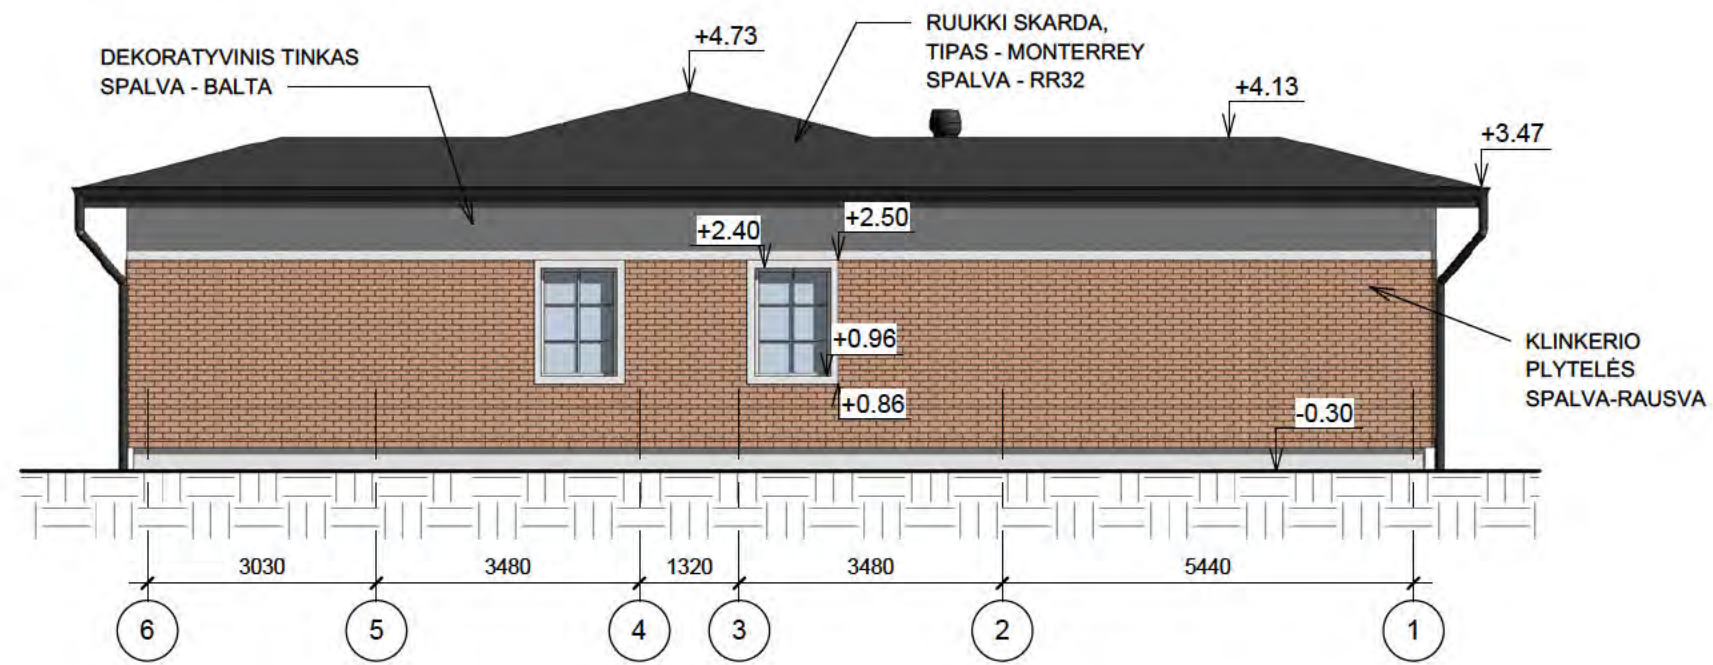 DEKORATYVINIS TINKAS
SPALVA - BALTA
+4.73
RUUKKI SKARDA,
TIPAS - MONTERREY
SPALVA - RR32
+4.13
+3.47
+2.40
+2.50
+0.96
+0.86
-0.30
KLINKERIO
PLYTELĖS
SPALVA-RAUSVA
3030
3480
1320
3480
5440
6
5
4
3
2
1